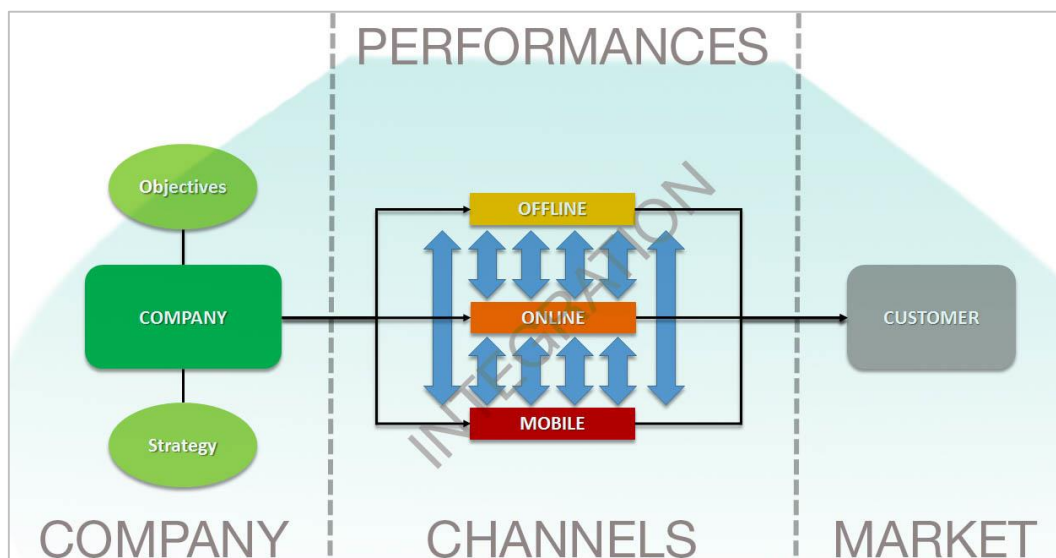 PERFORMANCES
Objectives
COMPANY
Strategy
OFFLINE
ONLINE
MOBILE
INTEGRATION
CUSTOMER
COMPANY
CHANNELS
MARKET